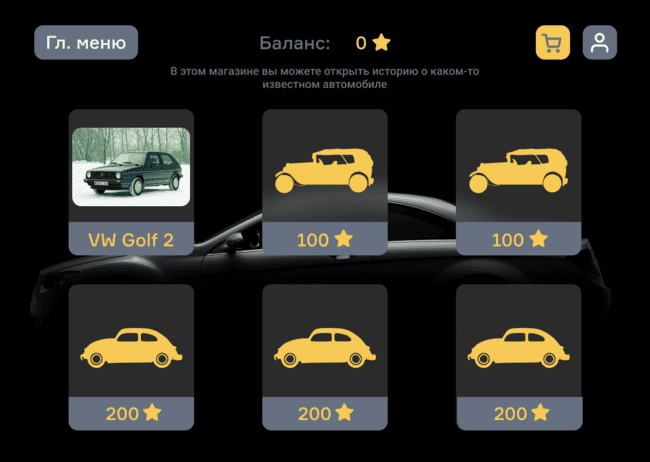 Гл. меню
Баланс: 0
В этом магазине вы можете открыть историю о каком-то
известном автомобиле
VW Golf 2
100
100
200
200
200